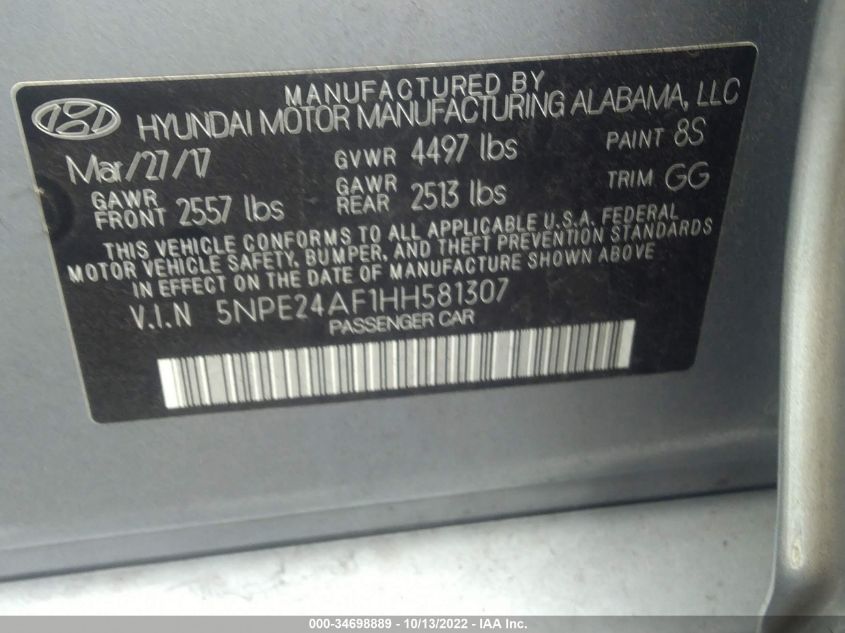 MANUFACTURED BY
HYUNDAI MOTOR MANUFACTURING ALABAMA, LLC
Mar/27/17 GVWR 4497 lbs PAINT 8S
GAWR FRONT 2557 lbs GAWR REAR 2513 lbs TRIM GG
THIS VEHICLE CONFORMS TO ALL APPLICABLE U.S.A. FEDERAL
MOTOR VEHICLE SAFETY, BUMPER, AND THEFT PREVENTION STANDARDS
IN EFFECT ON THE DATE OF MANUFACTURE SHOWN ABOVE
V.I.N 5NPE24AF1HH581307
PASSENGER CAR
000-34698889 - 10/13/2022 - IAA Inc.